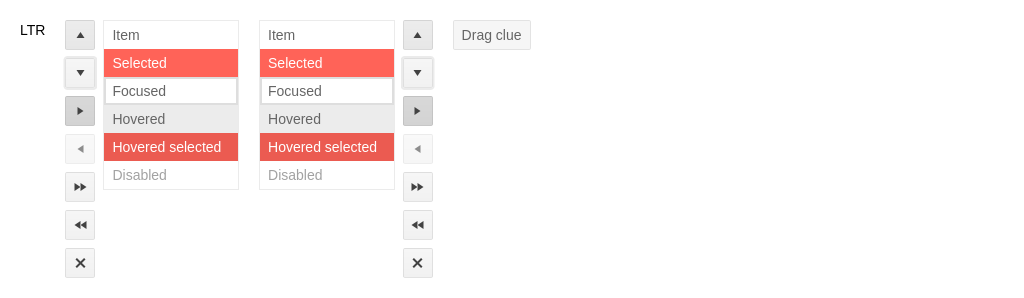 LTR
Item
Selected
Focused
Hovered
Hovered selected
Disabled
Item
Selected
Focused
Hovered
Hovered selected
Disabled
Drag clue